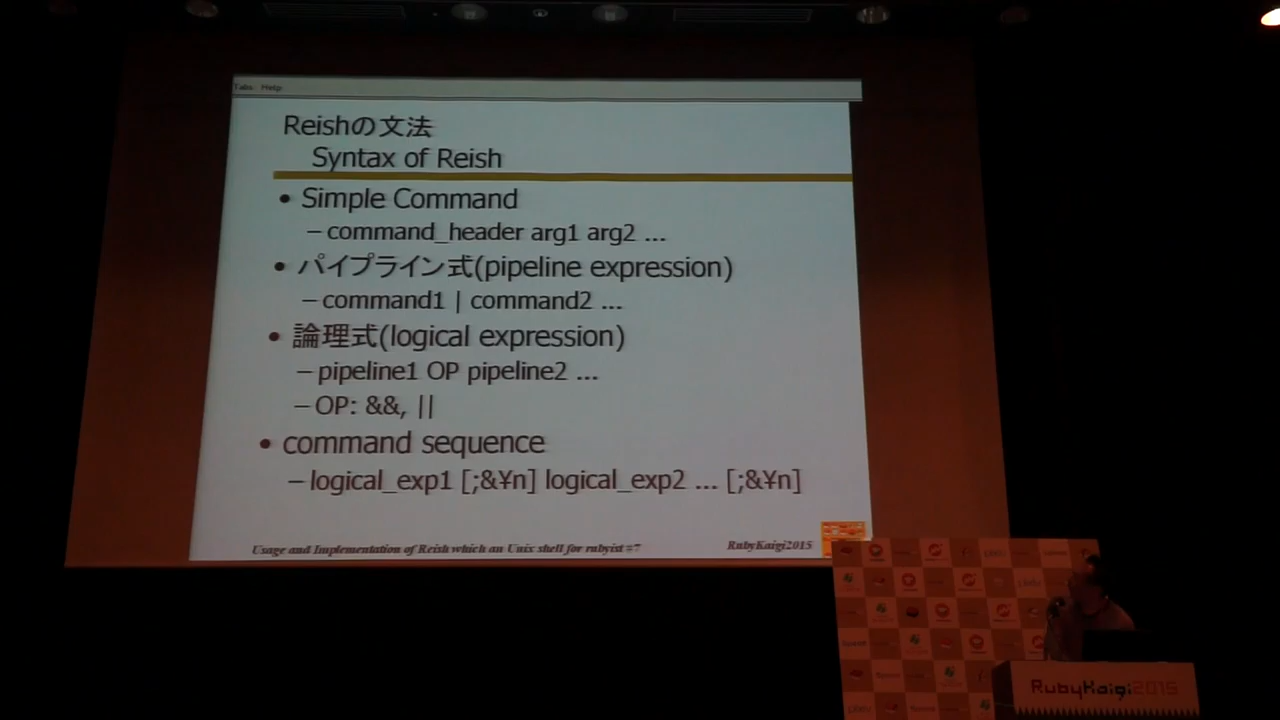 Tabs Help
Reishの文法
Syntax of Reish
• Simple Command
– command_header arg1 arg2 ...
• パイプライン式(pipeline expression)
– command1 | command2 ...
• 論理式(logical expression)
– pipeline1 OP pipeline2 ...
– OP: &&, ||
• command sequence
– logical_exp1 [;&¥n] logical_exp2 ... [;&¥n]
Usage and Implementation of Reish which an Unix shell for rubyist #7
RubyKaigi2015
RubyKaigi2015